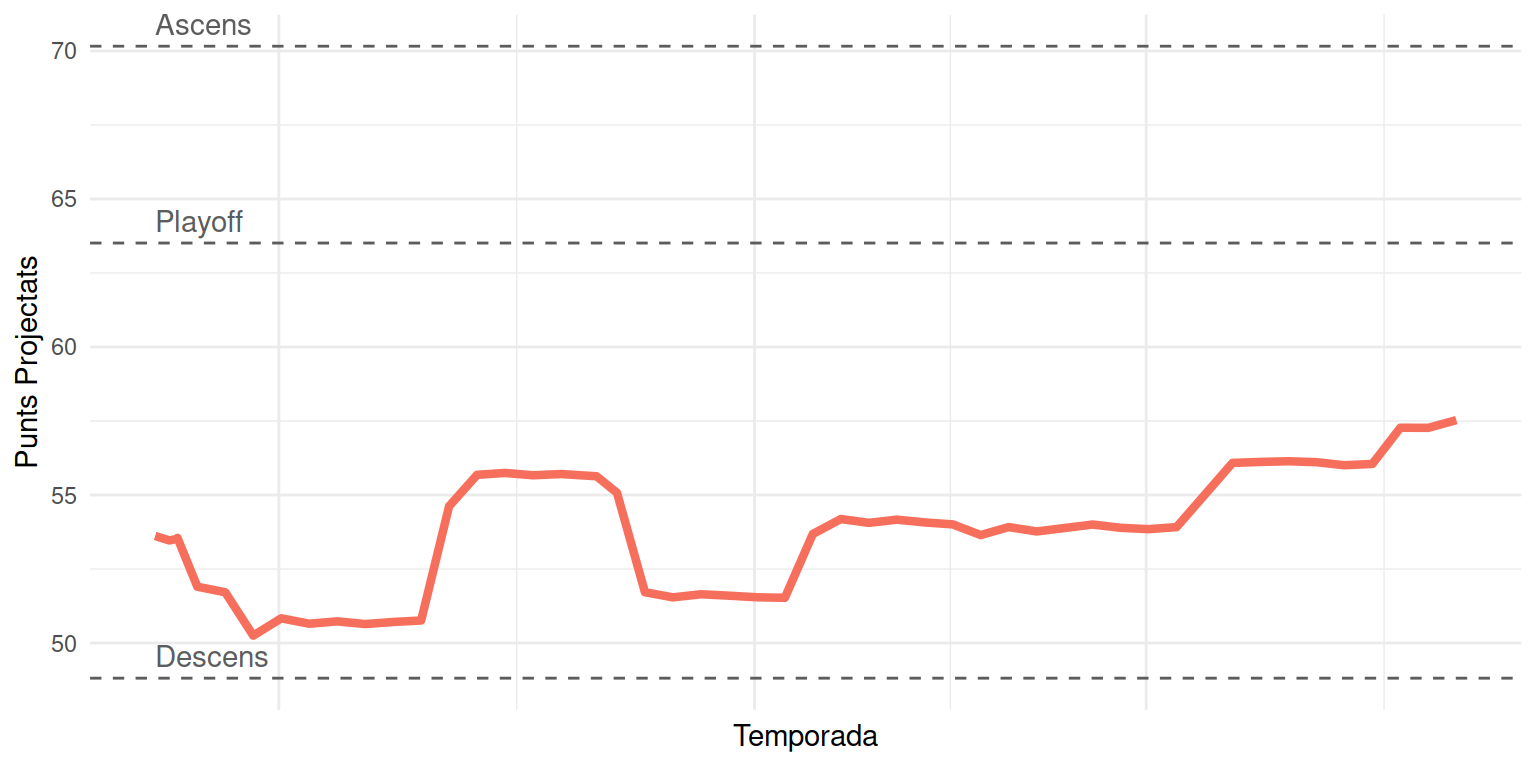 Ascens
70
65
Playoff
60
55
50
Descens
Punts Projectats
Temporada